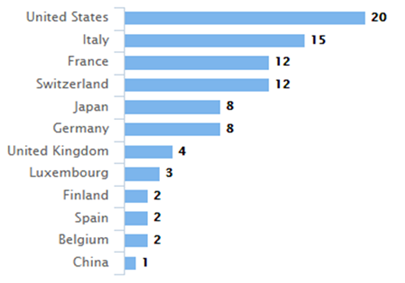 United States 20
Italy 15
France 12
Switzerland 12
Japan 8
Germany 8
United Kingdom 4
Luxembourg 3
Finland 2
Spain 2
Belgium 2
China 1